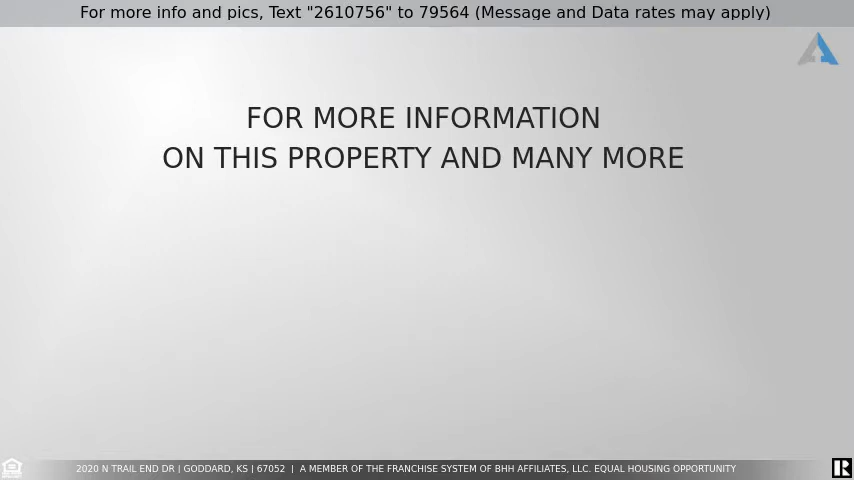 For more info and pics, Text "2610756" to 79564 (Message and Data rates may apply)
FOR MORE INFORMATION
ON THIS PROPERTY AND MANY MORE
2020 N TRAIL END DR | GODDARD, KS | 67052 | A MEMBER OF THE FRANCHISE SYSTEM OF BHH AFFILIATES, LLC. EQUAL HOUSING OPPORTUNITY